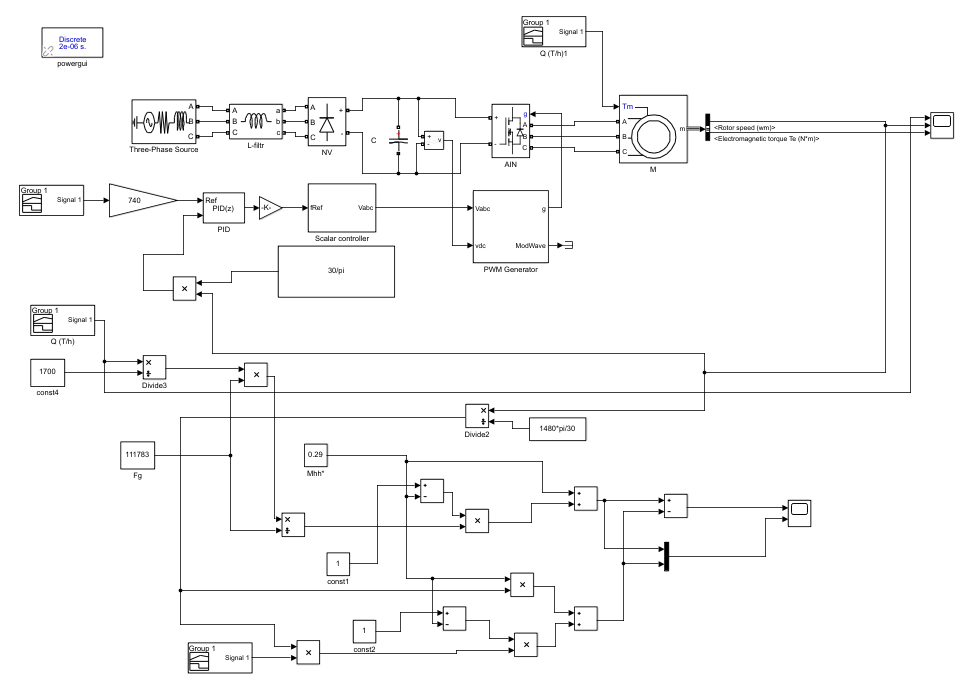 Discrete
2e-06 s.
powergui
Group 1
Signal 1
Q (T/h)1
A
B
C
Three-Phase Source
A
B
C
a
b
c
L-filtr
A
B
C
+
-
NV
C
+
-
v
+
-
g
A
B
C
AIN
Tm
A
B
C
m
M
<Rotor speed (wm)>
<Electromagnetic torque Te (N*m)>
Group 1
Signal 1
740
Ref
PID(z)
PID
-K-
fRef
Vabc
Scalar controller
Vabc
vdc
g
ModWave
PWM Generator
30/pi
×
Group 1
Signal 1
Q (T/h)
1700
const4
×
÷
Divide3
×
×
÷
Divide2
1480*pi/30
111783
Fg
0.29
Mhh*
+
−
×
+
+
+
−
×
÷
1
const1
×
1
const2
+
−
×
+
+
Group 1
Signal 1
×